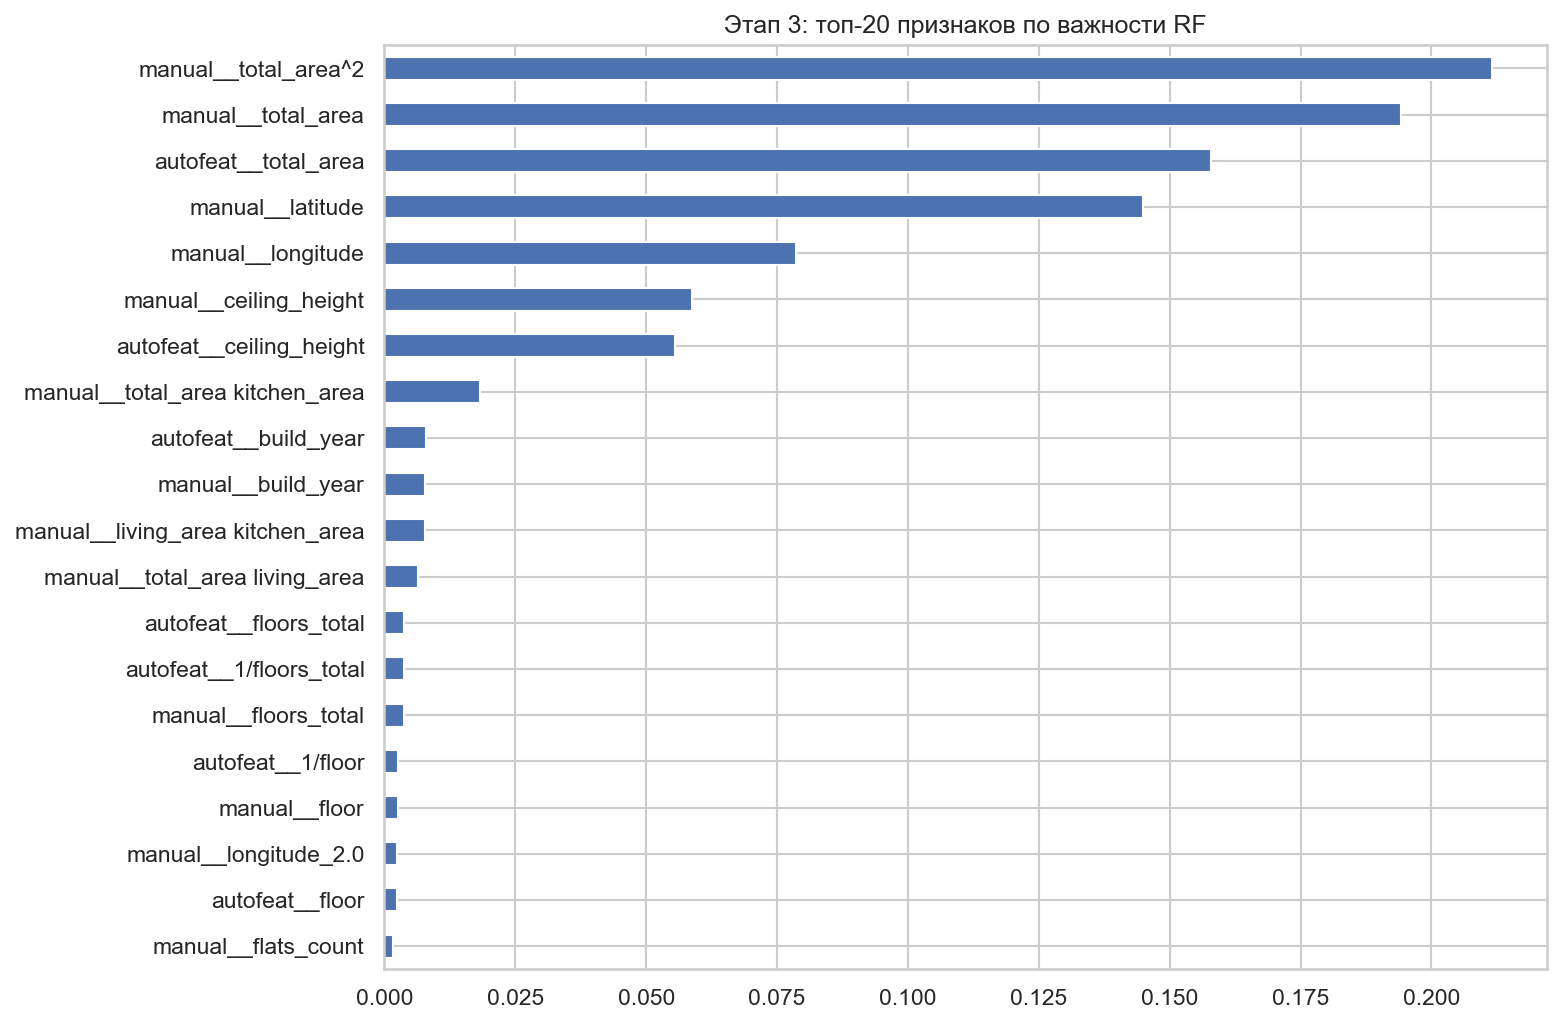 Этап 3: топ-20 признаков по важности RF
manual__total_area^2
manual__total_area
autofeat__total_area
manual__latitude
manual__longitude
manual__ceiling_height
autofeat__ceiling_height
manual__total_area kitchen_area
autofeat__build_year
manual__build_year
manual__living_area kitchen_area
manual__total_area living_area
autofeat__floors_total
autofeat__1/floors_total
manual__floors_total
autofeat__1/floor
manual__floor
manual__longitude_2.0
autofeat__floor
manual__flats_count
0.000 0.025 0.050 0.075 0.100 0.125 0.150 0.175 0.200